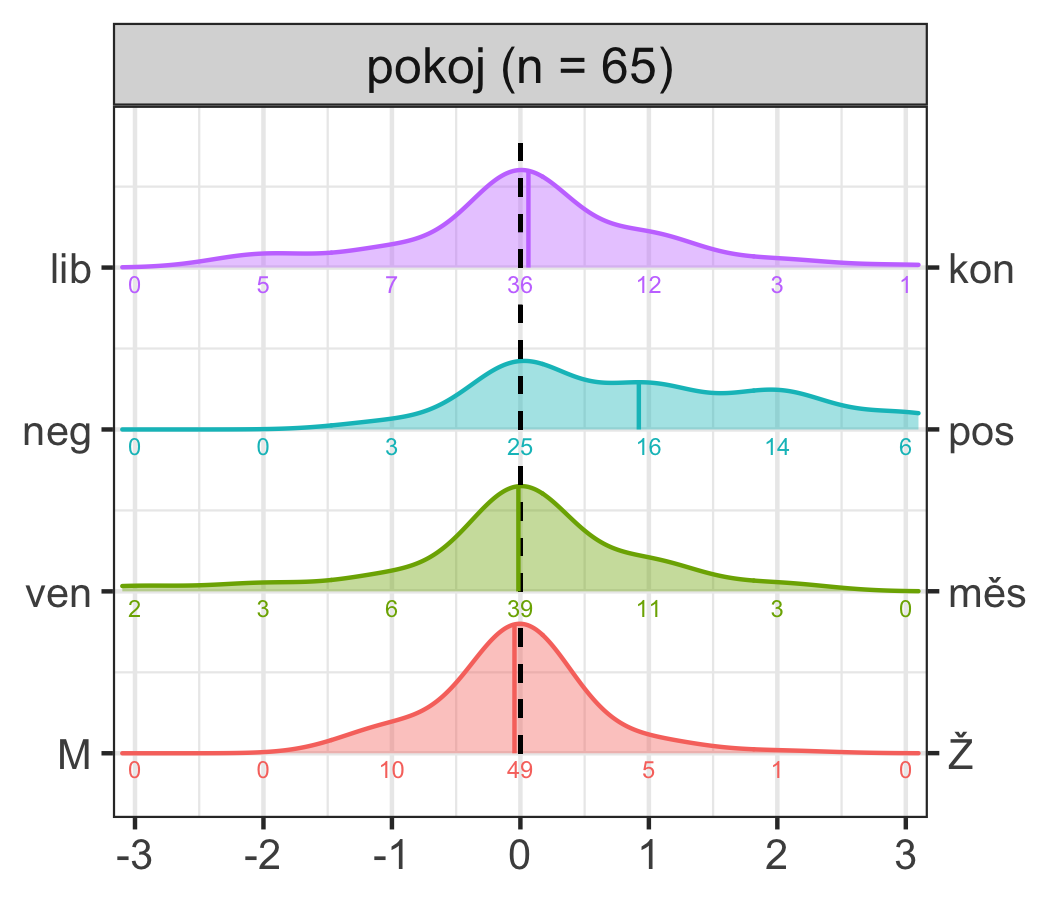 pokoj (n = 65)
lib kon
0 5 7 36 12 3 1
neg pos
0 0 3 25 16 14 6
ven měs
2 3 6 39 11 3 0
M Ž
0 0 10 49 5 1 0
-3 -2 -1 0 1 2 3